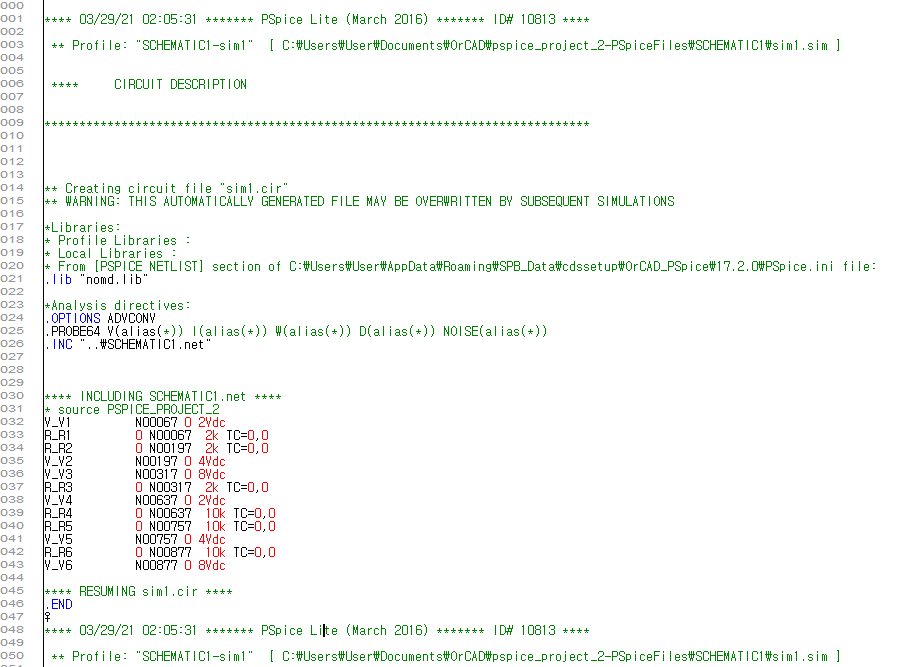 000
001 **** 03/29/21 02:05:31 ******* PSpice Lite (March 2016) ******* ID# 10813 ****
002
003 ** Profile: "SCHEMATIC1-sim1" [ C:₩Users₩User₩Documents₩OrCAD₩pspice_project_2-PSpiceFiles₩SCHEMATIC1₩sim1.sim ]
004
005
006 **** CIRCUIT DESCRIPTION
007
008
009 ******************************************************************************
010
011
012
013
014 ** Creating circuit file "sim1.cir"
015 ** WARNING: THIS AUTOMATICALLY GENERATED FILE MAY BE OVERWRITTEN BY SUBSEQUENT SIMULATIONS
016
017 *Libraries:
018 * Profile Libraries :
019 * Local Libraries :
020 * From [PSPICE NETLIST] section of C:₩Users₩User₩AppData₩Roaming₩SPB_Data₩cdssetup₩OrCAD_PSpice₩17.2.0₩PSpice.ini file:
021 .lib "nomd.lib"
022
023 *Analysis directives:
024 .OPTIONS ADVCONV
025 .PROBE64 V(alias(*)) I(alias(*)) W(alias(*)) D(alias(*)) NOISE(alias(*))
026 .INC "..₩SCHEMATIC1.net"
027
028
029
030 **** INCLUDING SCHEMATIC1.net ****
031 * source PSPICE_PROJECT_2
032 V_V1 N00067 0 2Vdc
033 R_R1 0 N00067 2k TC=0,0
034 R_R2 0 N00197 2k TC=0,0
035 V_V2 N00197 0 4Vdc
036 V_V3 N00317 0 8Vdc
037 R_R3 0 N00317 2k TC=0,0
038 V_V4 N00637 0 2Vdc
039 R_R4 0 N00637 10k TC=0,0
040 R_R5 0 N00757 10k TC=0,0
041 V_V5 N00757 0 4Vdc
042 R_R6 0 N00877 10k TC=0,0
043 V_V6 N00877 0 8Vdc
044
045 **** RESUMING sim1.cir ****
046 .END
047 ♀
048 **** 03/29/21 02:05:31 ******* PSpice Lite (March 2016) ******* ID# 10813 ****
049
050 ** Profile: "SCHEMATIC1-sim1" [ C:₩Users₩User₩Documents₩OrCAD₩pspice_project_2-PSpiceFiles₩SCHEMATIC1₩sim1.sim ]